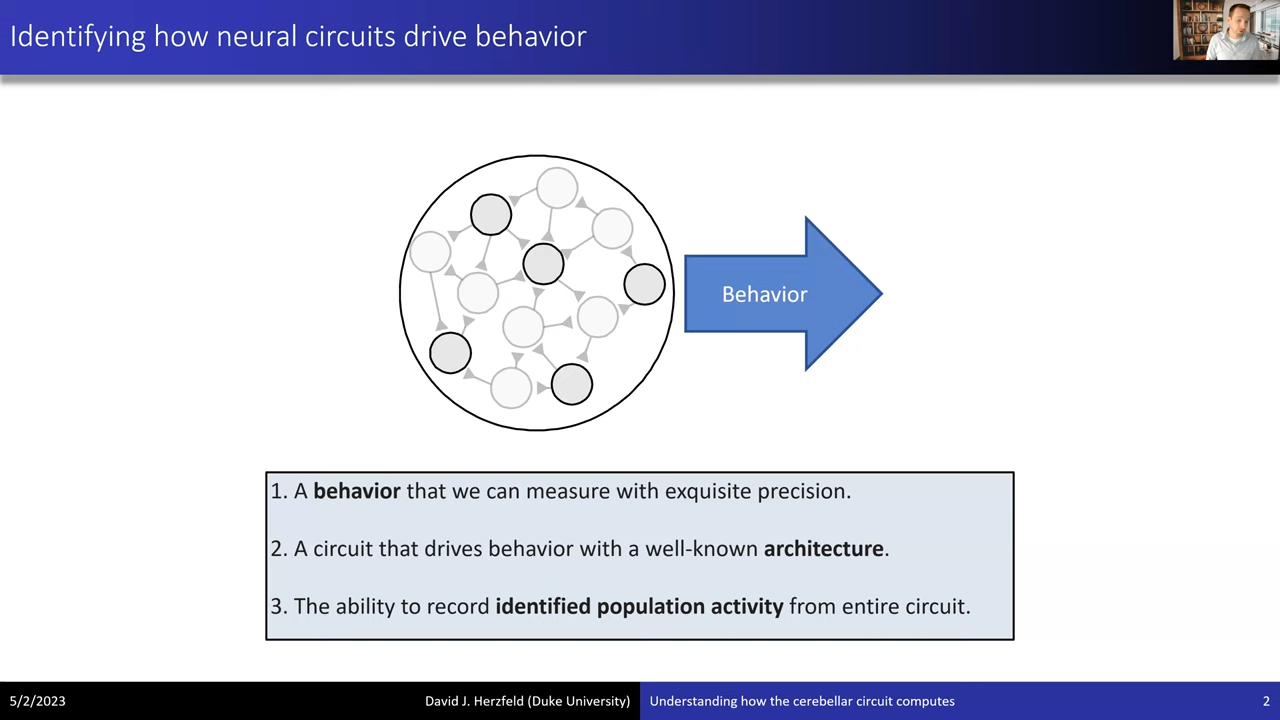 Identifying how neural circuits drive behavior
Behavior
1. A behavior that we can measure with exquisite precision.
2. A circuit that drives behavior with a well-known architecture.
3. The ability to record identified population activity from entire circuit.
5/2/2023
David J. Herzfeld (Duke University)
Understanding how the cerebellar circuit computes
2